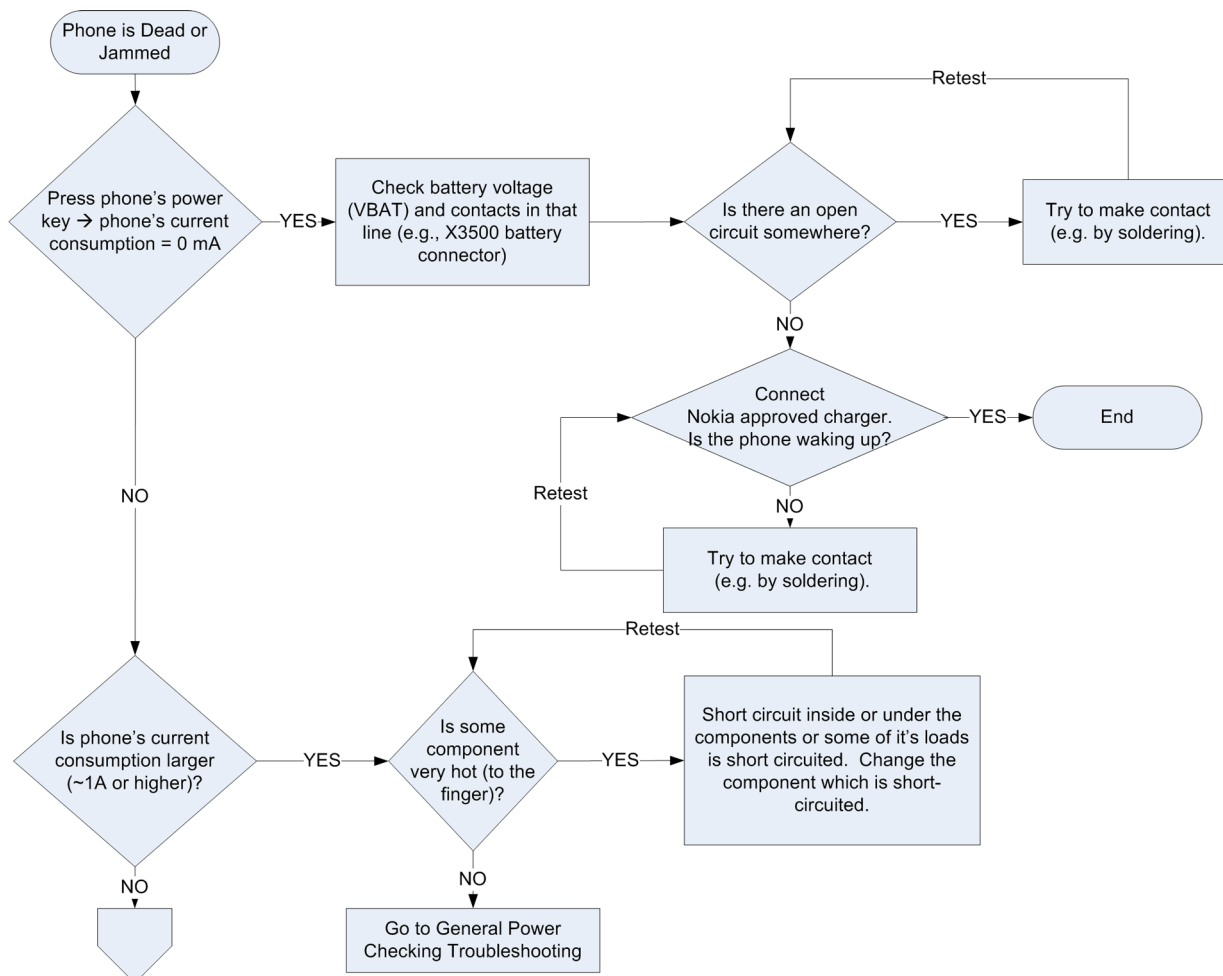 Phone is Dead or
Jammed
Press phone's power
key → phone's current
consumption = 0 mA
YES
Check battery voltage
(VBAT) and contacts in that
line (e.g., X3500 battery
connector)
Is there an open
circuit somewhere?
YES
Try to make contact
(e.g. by soldering).
Retest
NO
Connect
Nokia approved charger.
Is the phone waking up?
YES
End
NO
Try to make contact
(e.g. by soldering).
Retest
NO
Is phone's current
consumption larger
(~1A or higher)?
YES
Is some
component
very hot (to the
finger)?
YES
Short circuit inside or under the
components or some of it's loads
is short circuited.  Change the
component which is short-
circuited.
Retest
NO
Go to General Power
Checking Troubleshooting
NO